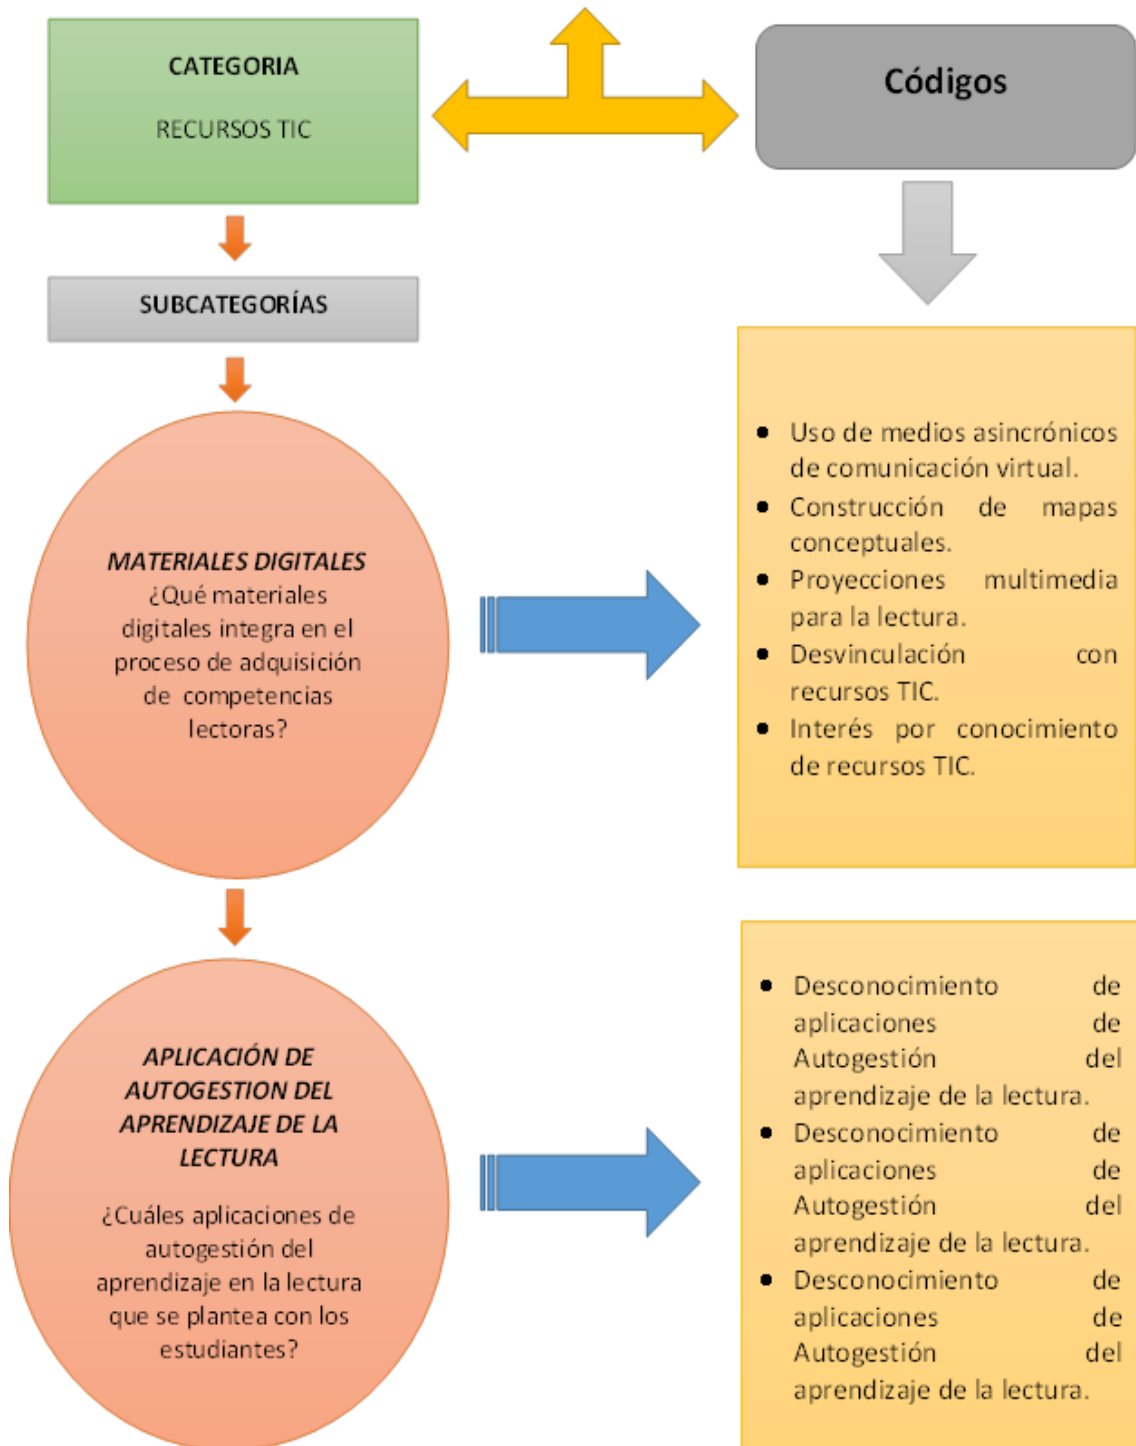 CATEGORIA
RECURSOS TIC
Códigos
SUBCATEGORÍAS
MATERIALES DIGITALES
¿Qué materiales
digitales integra en el
proceso de adquisición
de competencias
lectoras?
• Uso de medios asincrónicos
de comunicación virtual.
• Construcción de mapas
conceptuales.
• Proyecciones multimedia
para la lectura.
• Desvinculación con
recursos TIC.
• Interés por conocimiento
de recursos TIC.
APLICACIÓN DE
AUTOGESTION DEL
APRENDIZAJE DE LA
LECTURA
¿Cuáles aplicaciones de
autogestión del
aprendizaje en la lectura
que se plantea con los
estudiantes?
• Desconocimiento de
aplicaciones de
Autogestión del
aprendizaje de la lectura.
• Desconocimiento de
aplicaciones de
Autogestión del
aprendizaje de la lectura.
• Desconocimiento de
aplicaciones de
Autogestión del
aprendizaje de la lectura.